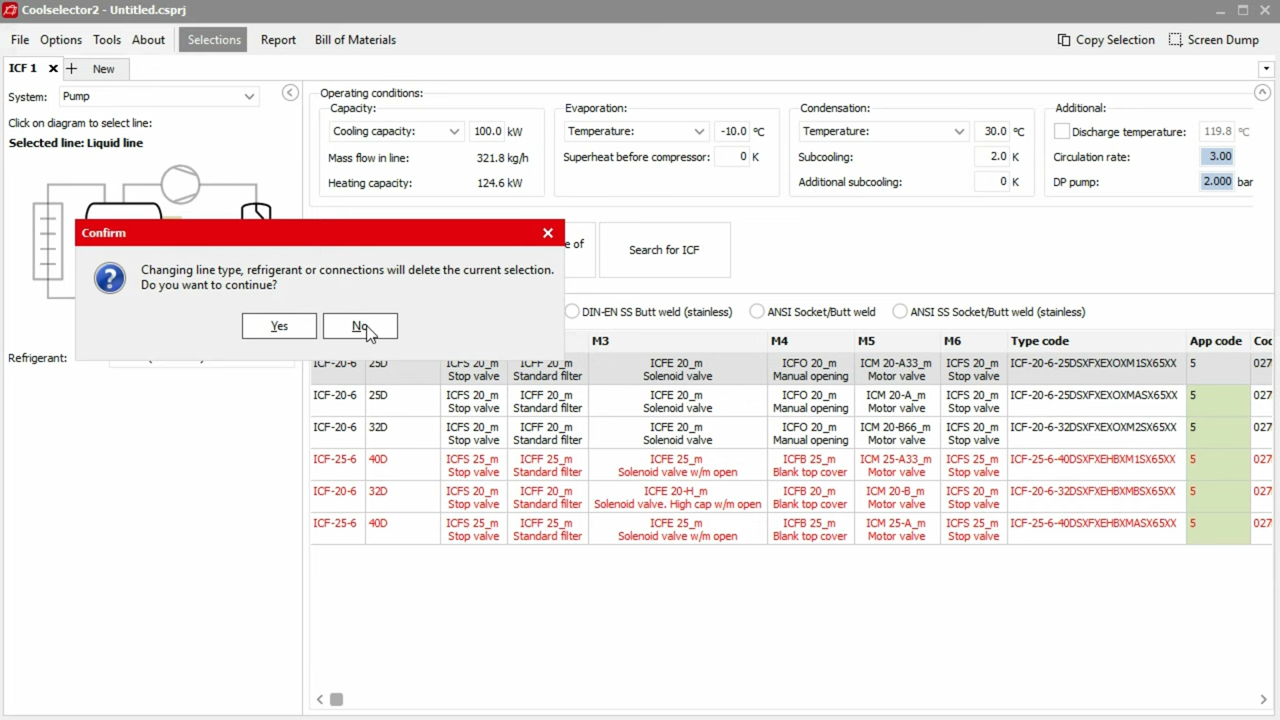 Coolselector2 - Untitled.csprj
File Options Tools About Selections Report Bill of Materials Copy Selection Screen Dump
ICF 1 New
System: Pump
Click on diagram to select line:
Selected line: Liquid line
Refrigerant:
Operating conditions:
Capacity:
Cooling capacity: 100.0 kW
Mass flow in line: 321.8 kg/h
Heating capacity: 124.6 kW
Evaporation:
Temperature: -10.0 °C
Superheat before compressor: 0 K
Condensation:
Temperature: 30.0 °C
Subcooling: 2.0 K
Additional subcooling: 0 K
Additional:
Discharge temperature: 119.8 °C
Circulation rate: 3.00
DP pump: 2.000 bar
e of
Search for ICF
Confirm
Changing line type, refrigerant or connections will delete the current selection.
Do you want to continue?
Yes No
DIN-EN SS Butt weld (stainless) ANSI Socket/Butt weld ANSI SS Socket/Butt weld (stainless)
M3 M4 M5 M6 Type code App code Coc
ICF-20-6 25D ICFS 20_m ICFF 20_m ICFE 20_m ICFO 20_m ICM 20-A33_m ICFS 20_m ICF-20-6-25DSXFXEXOXM1SX65XX 5 027
Stop valve Standard filter Solenoid valve Manual opening Motor valve Stop valve
ICF-20-6 25D ICFS 20_m ICFF 20_m ICFE 20_m ICFO 20_m ICM 20-A_m ICFS 20_m ICF-20-6-25DSXFXEXOXMASX65XX 5 027
Stop valve Standard filter Solenoid valve Manual opening Motor valve Stop valve
ICF-20-6 32D ICFS 20_m ICFF 20_m ICFE 20_m ICFO 20_m ICM 20-B66_m ICFS 20_m ICF-20-6-32DSXFXEXOXM2SX65XX 5 027
Stop valve Standard filter Solenoid valve Manual opening Motor valve Stop valve
ICF-25-6 40D ICFS 25_m ICFF 25_m ICFE 25_m ICFB 25_m ICM 25-A33_m ICFS 25_m ICF-25-6-40DSXFXEHBXM1SX65XX 5 027
Stop valve Standard filter Solenoid valve w/m open Blank top cover Motor valve Stop valve
ICF-20-6 32D ICFS 20_m ICFF 20_m ICFE 20-H_m ICFB 20_m ICM 20-B_m ICFS 20_m ICF-20-6-32DSXFXEHBXMBSX65XX 5 027
Stop valve Standard filter Solenoid valve. High cap w/m open Blank top cover Motor valve Stop valve
ICF-25-6 40D ICFS 25_m ICFF 25_m ICFE 25_m ICFB 25_m ICM 25-A_m ICFS 25_m ICF-25-6-40DSXFXEHBXMASX65XX 5 027
Stop valve Standard filter Solenoid valve w/m open Blank top cover Motor valve Stop valve